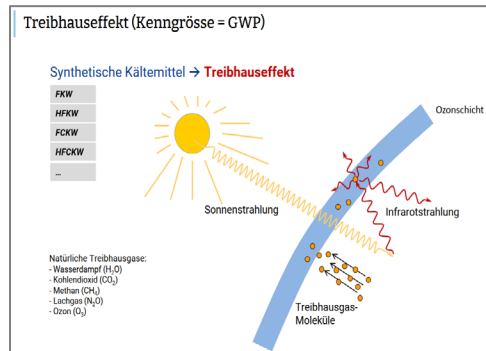 Treibhauseffekt (Kenngrösse = GWP)
Synthetische Kältemittel → Treibhauseffekt
FKW
HFKW
FCKW
HFCKW
...
Ozonschicht
Sonnenstrahlung
Infrarotstrahlung
Natürliche Treibhausgase:
- Wasserdampf (H₂O)
- Kohlendioxid (CO₂)
- Methan (CH₄)
- Lachgas (N₂O)
- Ozon (O₃)
Treibhausgas-
Moleküle